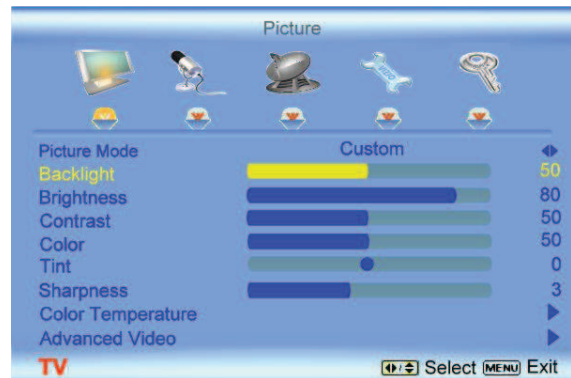 Picture
Picture Mode Custom
Backlight 50
Brightness 80
Contrast 50
Color 50
Tint 0
Sharpness 3
Color Temperature
Advanced Video
TV Select MENU Exit